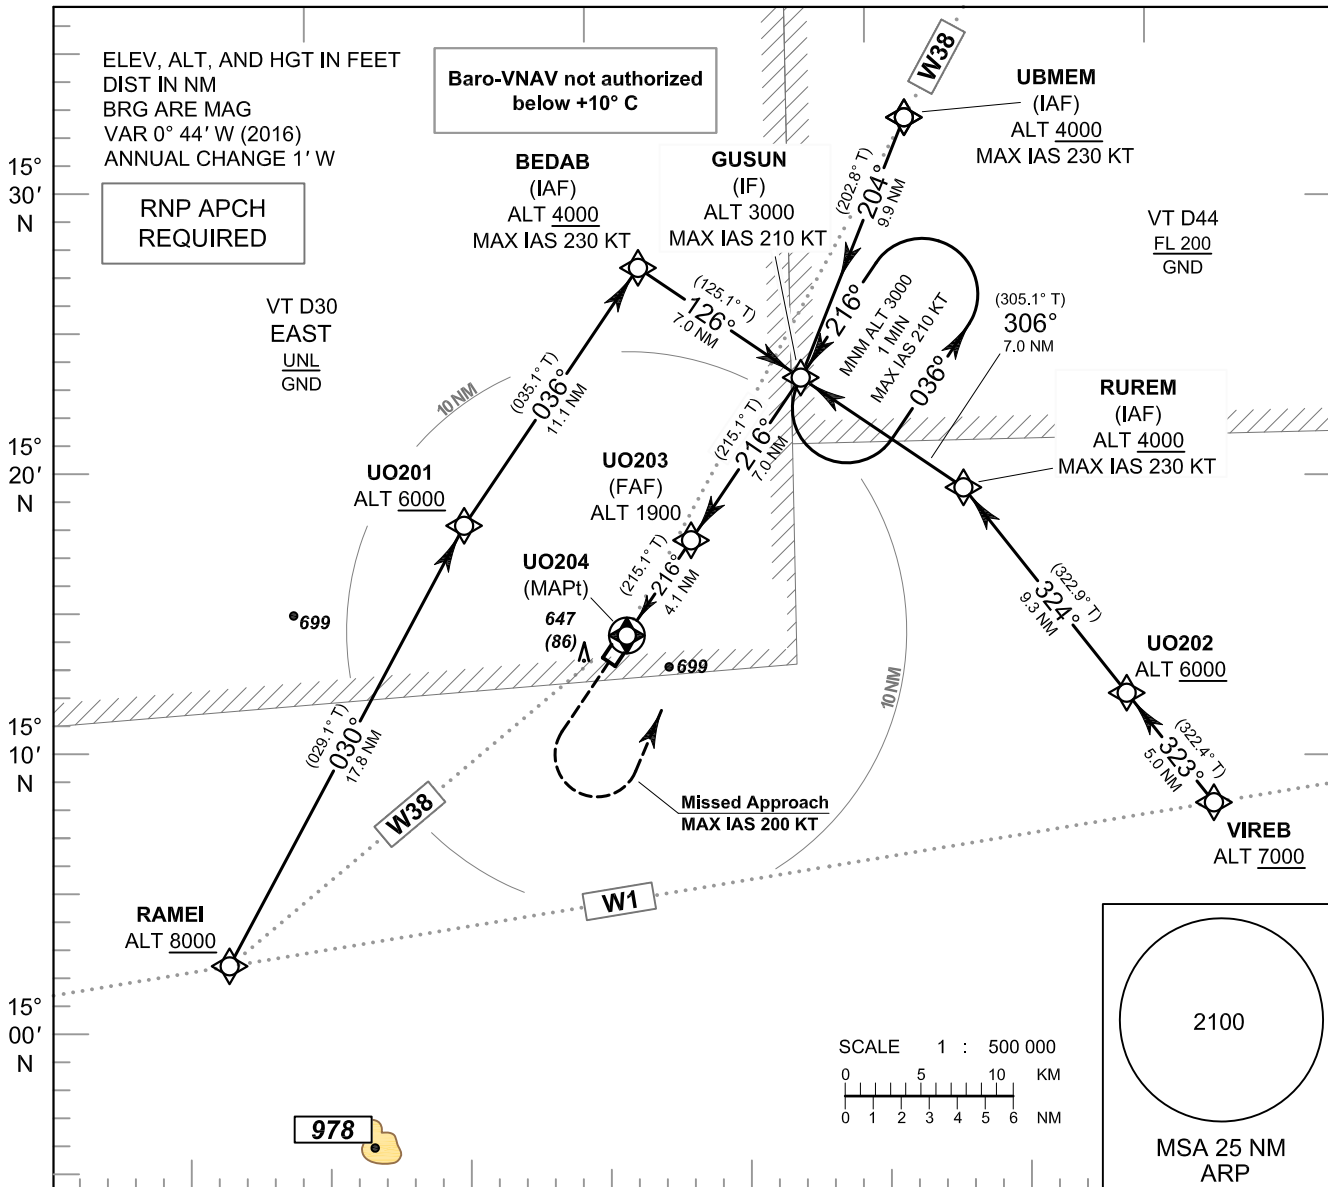 ELEV, ALT, AND HGT IN FEET
DIST IN NM
BRG ARE MAG
VAR 0° 44′ W (2016)
ANNUAL CHANGE 1′ W
RNP APCH
REQUIRED
Baro-VNAV not authorized
below +10° C
W38
UBMEM
(IAF)
ALT 4000
MAX IAS 230 KT
BEDAB
(IAF)
ALT 4000
MAX IAS 230 KT
GUSUN
(IF)
ALT 3000
MAX IAS 210 KT
(202.8° T)
204°
9.9 NM
VT D44
FL 200
GND
VT D30
EAST
UNL
GND
(125.1° T)
126°
7.0 NM
216°
MNM ALT 3000
1 MIN
MAX IAS 210 KT
036°
(305.1° T)
306°
7.0 NM
RUREM
(IAF)
ALT 4000
MAX IAS 230 KT
(035.1° T)
036°
11.1 NM
10 NM
(215.1° T)
216°
7.0 NM
UO201
ALT 6000
UO203
(FAF)
ALT 1900
UO204
(MAPt)
(215.1° T)
216°
4.1 NM
647
(86)
699
699
(322.9° T)
324°
9.3 NM
UO202
ALT 6000
10 NM
(322.4° T)
323°
5.0 NM
VIREB
ALT 7000
(029.1° T)
030°
17.8 NM
W38
Missed Approach
MAX IAS 200 KT
W1
RAMEI
ALT 8000
15°
30′
N
15°
20′
N
15°
10′
N
15°
00′
N
978
SCALE 1 : 500 000
0 5 10 KM
0 1 2 3 4 5 6 NM
2100
MSA 25 NM
ARP